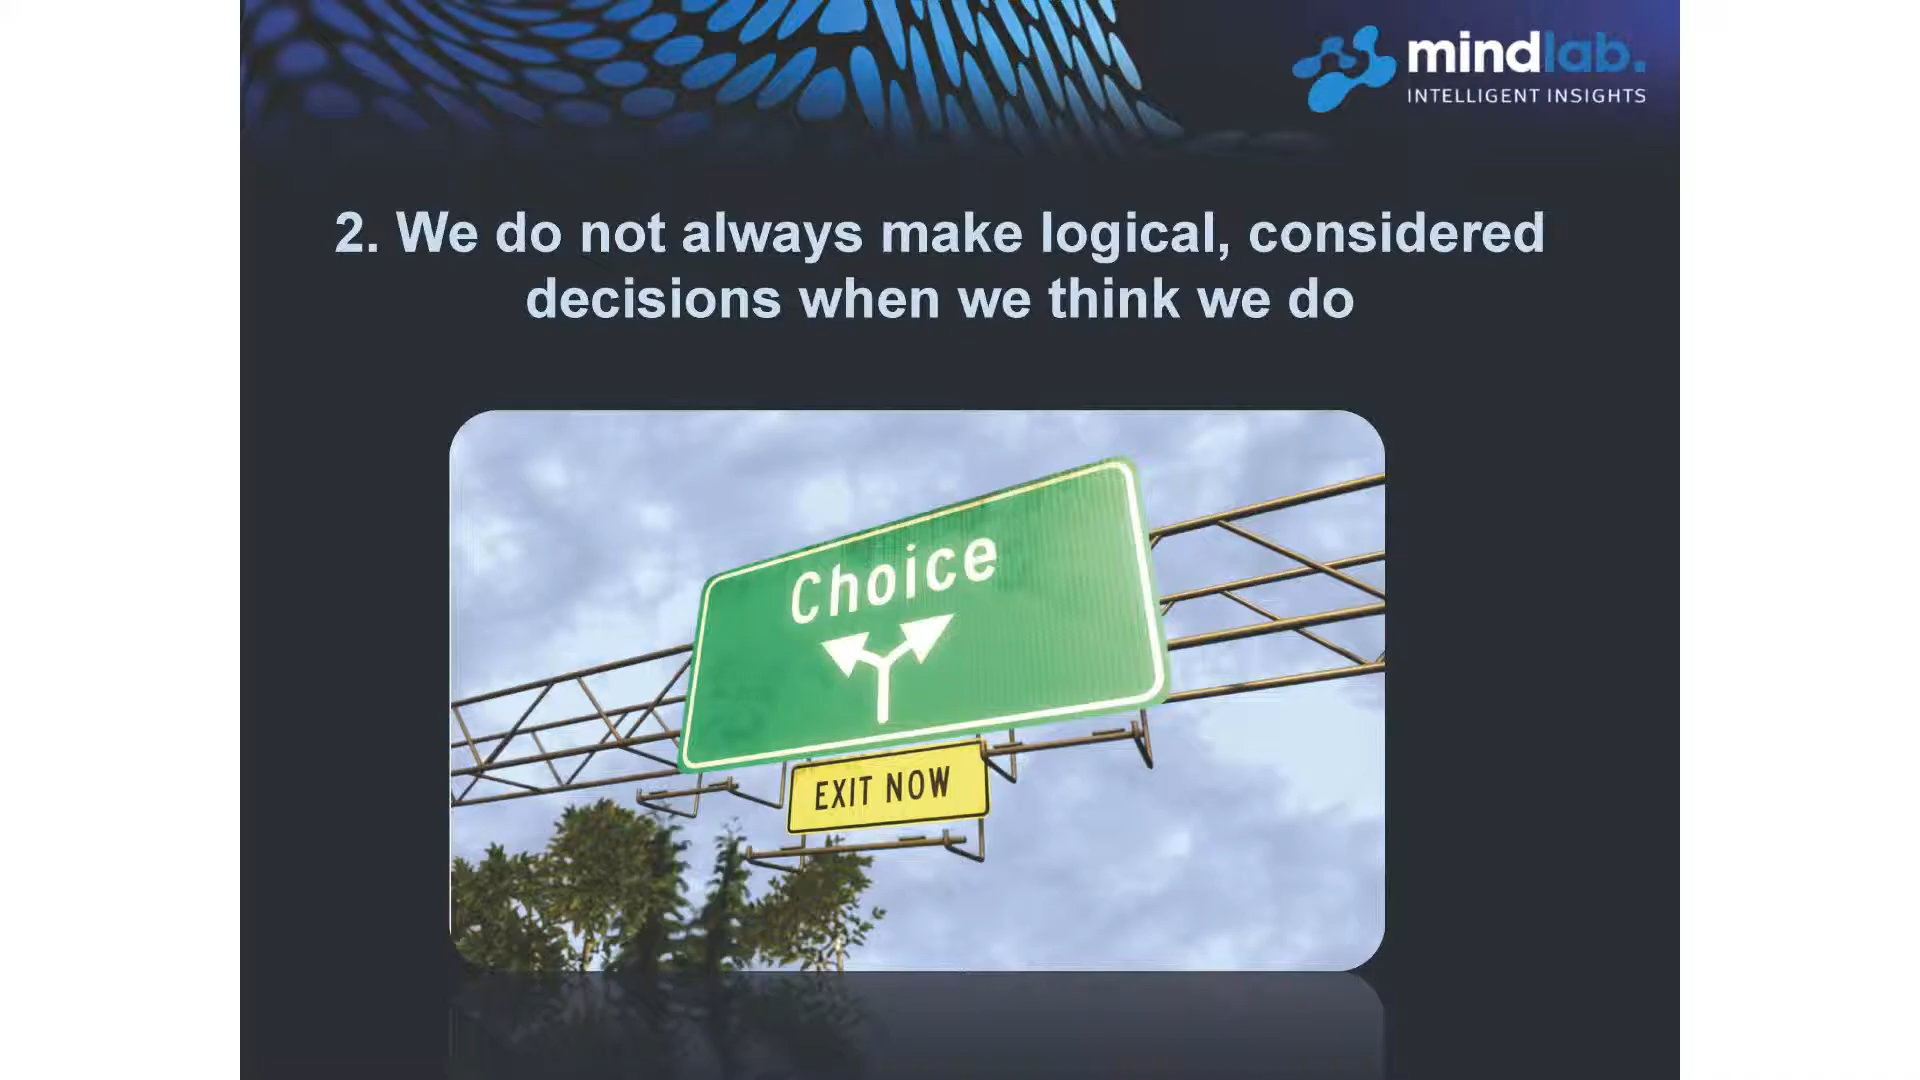 mindlab.
INTELLIGENT INSIGHTS
2. We do not always make logical, considered
decisions when we think we do
Choice
EXIT NOW